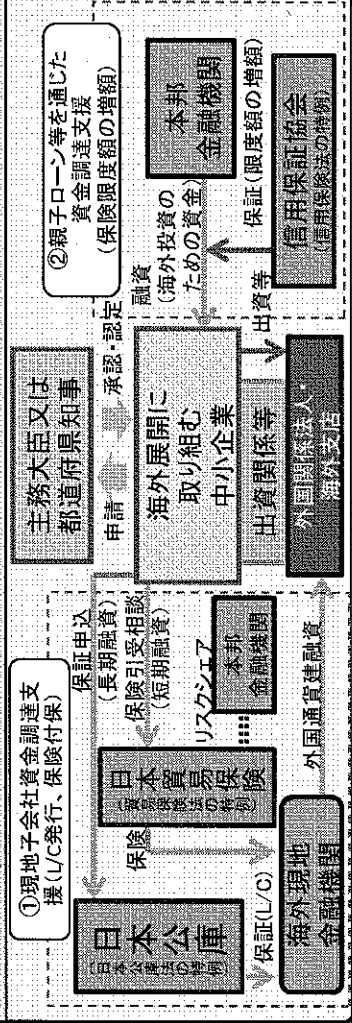 ①現地子会社資金調達支
援(L/C発行、保険付保)
主務大臣又は
都道府県知事
②親子ローン等を通じた
資金調達支援
(保険限度額の増額)
申請
承認・認定
保証申込
(長期融資)
保険引受相談
(短期融資)
日本公庫
(日本公庫法の特例)
日本貿易保険
(貿易保険法の特例)
海外展開に
取り組む
中小企業
融資
(海外投資の
ための資金)
本邦
金融機関
保険
リスクシェア
本邦
金融機関
出資関係等
出資等
保証(限度額の増額)
保証(L/C)
海外現地
金融機関
外国通貨建融資
外国関係法人・
海外支店
信用保証協会
(信用保険法の特例)